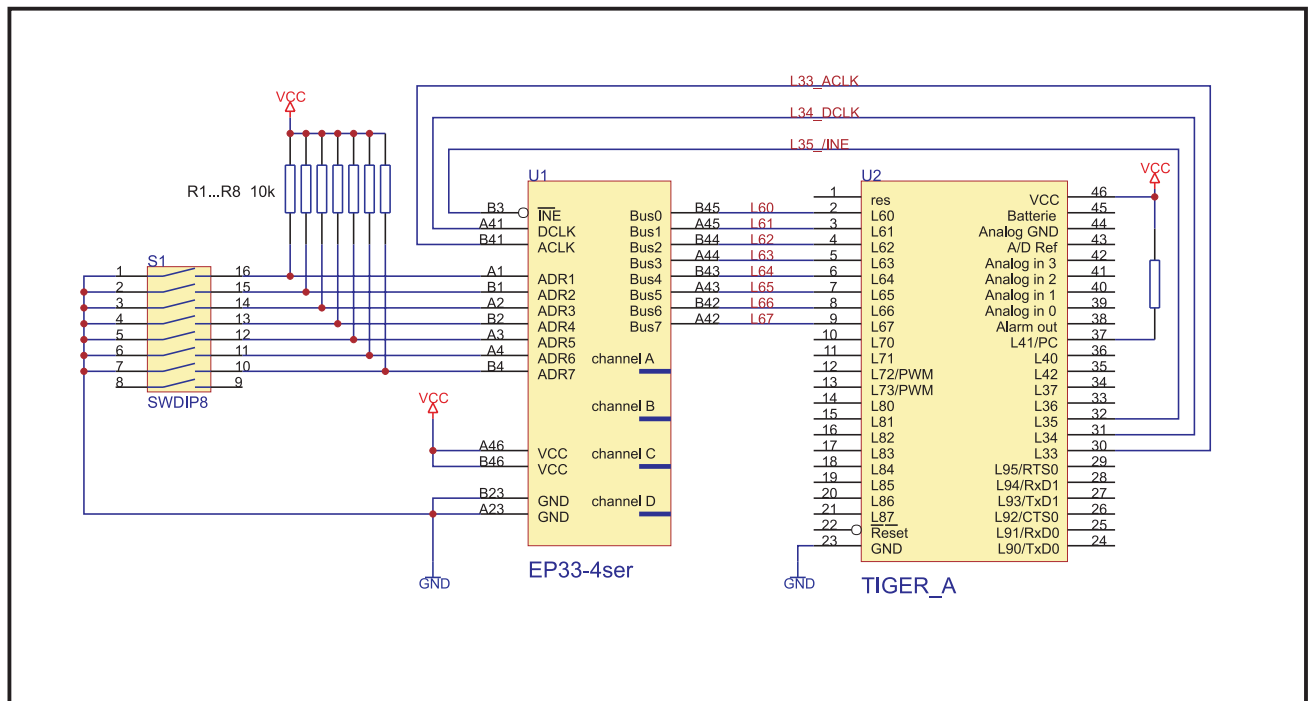 L33_ACLK
L34_DCLK
L35_/INE
VCC
R1...R8 10k
S1
1 16
2 15
3 14
4 13
5 12
6 11
7 10
8 9
SWDIP8
U1
B3 INE
A41 DCLK
B41 ACLK
A1 ADR1
B1 ADR2
A2 ADR3
B2 ADR4
A3 ADR5
A4 ADR6
B4 ADR7
VCC
A46 VCC
B46 VCC
B23 GND
A23 GND
GND
Bus0 B45 L60
Bus1 A45 L61
Bus2 B44 L62
Bus3 A44 L63
Bus4 B43 L64
Bus5 A43 L65
Bus6 B42 L66
Bus7 A42 L67
channel A
channel B
channel C
channel D
EP33-4ser
U2
1 res
2 L60
3 L61
4 L62
5 L63
6 L64
7 L65
8 L66
9 L67
10 L70
11 L71
12 L72/PWM
13 L73/PWM
14 L80
15 L81
16 L82
17 L83
18 L84
19 L85
20 L86
21 L87
22 Reset
23 GND
GND
VCC 46
Batterie 45
Analog GND 44
A/D Ref 43
Analog in 3 42
Analog in 2 41
Analog in 1 40
Analog in 0 39
Alarm out 38
L41/PC 37
L40 36
L42 35
L37 34
L36 33
L35 32
L34 31
L33 30
L95/RTS0 29
L94/RxD1 28
L93/TxD1 27
L92/CTS0 26
L91/RxD0 25
L90/TxD0 24
VCC
TIGER_A